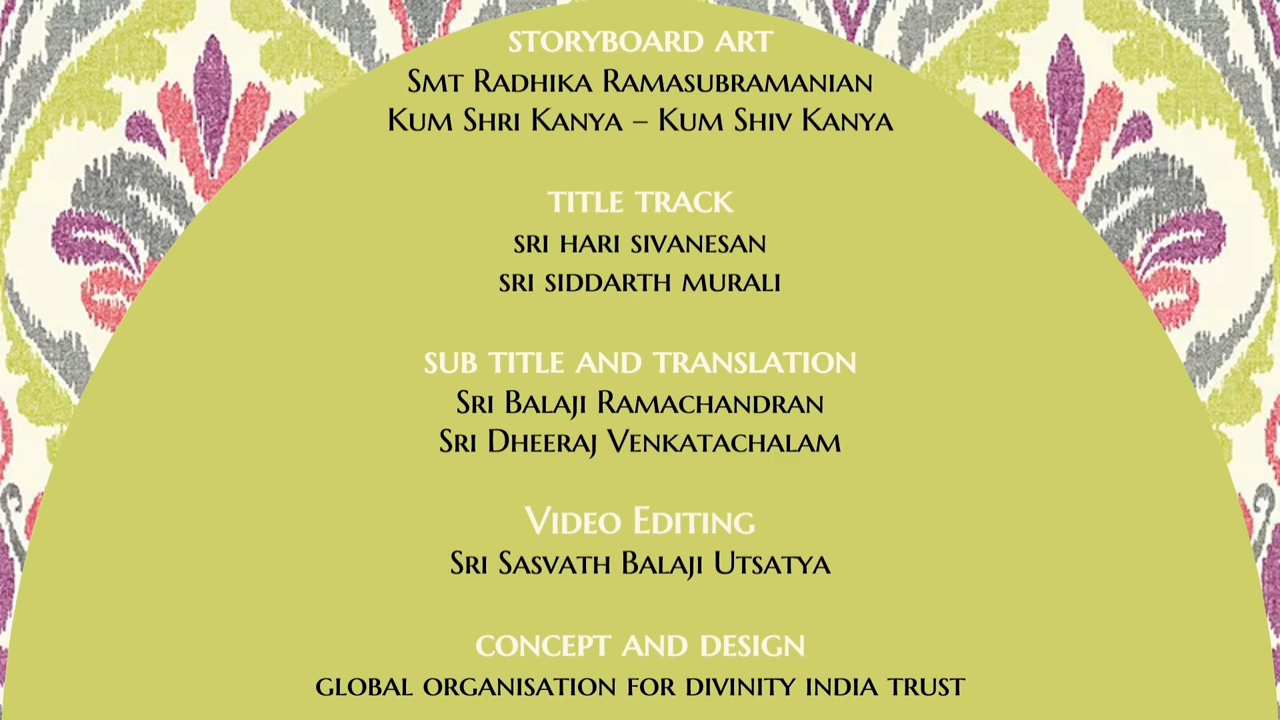 STORYBOARD ART
Smt Radhika Ramasubramanian
Kum Shri Kanya – Kum Shiv Kanya
TITLE TRACK
SRI HARI SIVANESAN
SRI SIDDARTH MURALI
SUB TITLE AND TRANSLATION
Sri Balaji Ramachandran
Sri Dheeraj Venkatachalam
Video Editing
Sri Sasvath Balaji Utsatya
CONCEPT AND DESIGN
GLOBAL ORGANISATION FOR DIVINITY INDIA TRUST